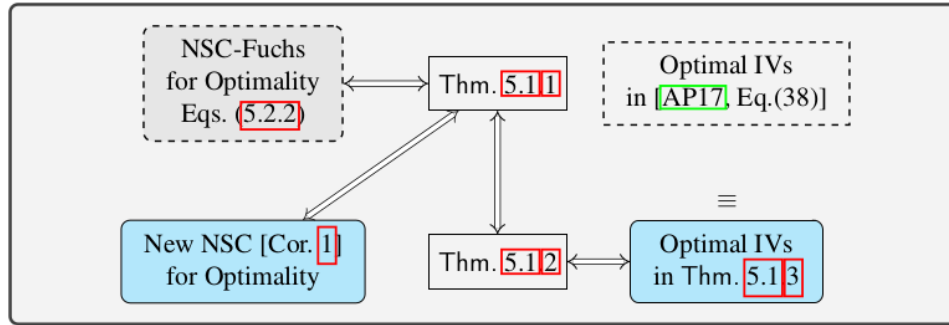 NSC-Fuchs
for Optimality
Eqs. (5.2.2)
Thm. 5.1 1
Optimal IVs
in [AP17, Eq.(38)]
≡
New NSC [Cor. 1]
for Optimality
Thm. 5.1 2
Optimal IVs
in Thm. 5.1 3